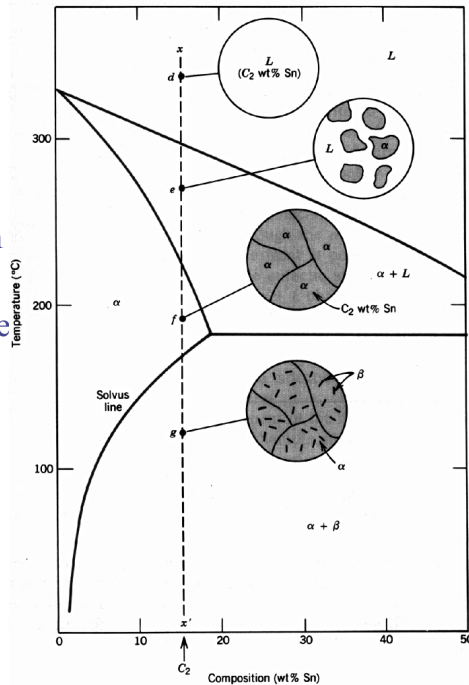 x
d
L
(C₂ wt% Sn)
L
300
L
α
e
α
α
α
α
α + L
C₂ wt% Sn
Temperature (°C)
200
α
f
Solvus
line
β
g
α
100
α + β
x′
0
10
20
30
40
50
C₂
Composition (wt% Sn)